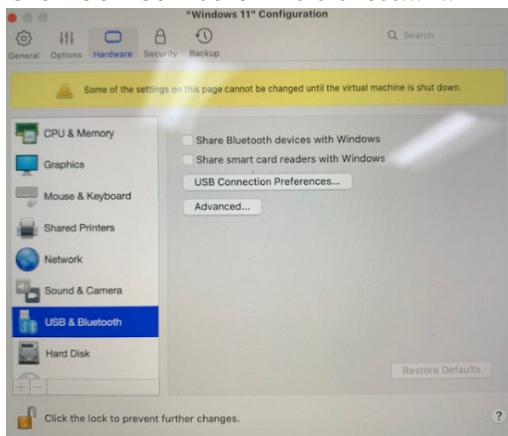 "Windows 11" Configuration
General Options Hardware Security Backup
Search
Some of the settings on this page cannot be changed until the virtual machine is shut down.
CPU & Memory
Graphics
Mouse & Keyboard
Shared Printers
Network
Sound & Camera
USB & Bluetooth
Hard Disk
Share Bluetooth devices with Windows
Share smart card readers with Windows
USB Connection Preferences...
Advanced...
Restore Defaults
+ −
Click the lock to prevent further changes.
?